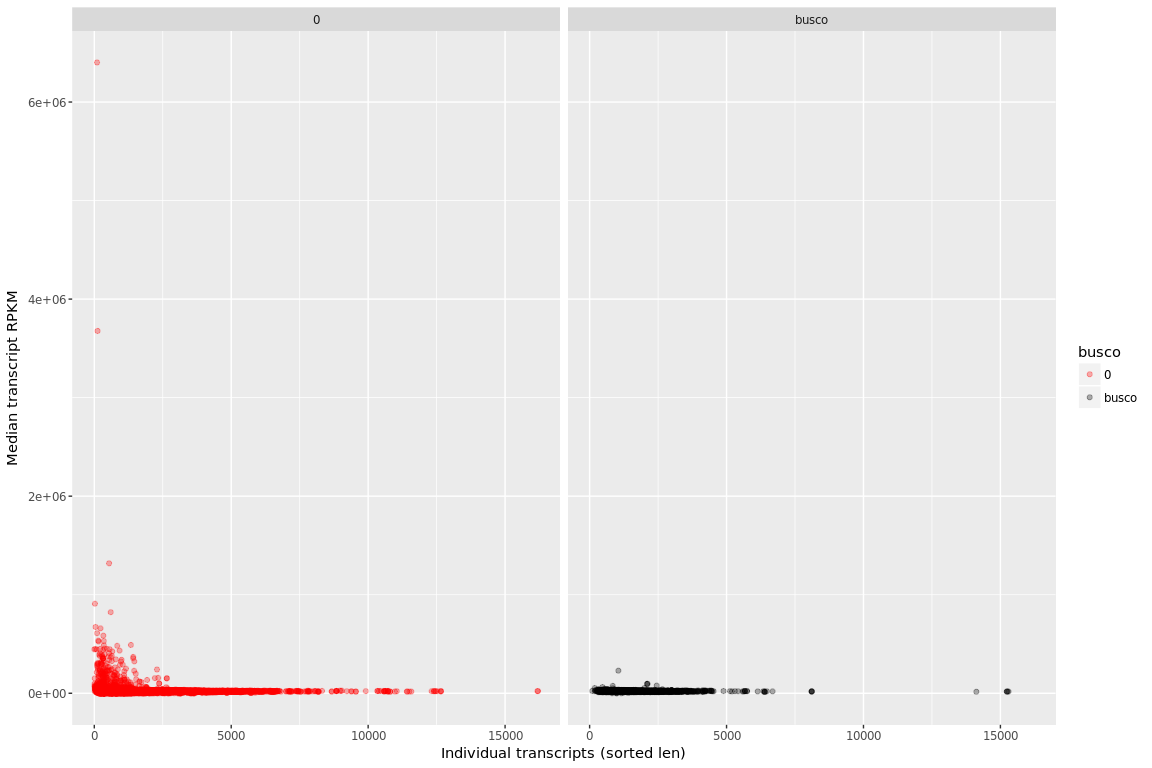 0 busco
6e+06
4e+06
2e+06
0e+00
Median transcript RPKM
0 5000 10000 15000 0 5000 10000 15000
Individual transcripts (sorted len)
busco
0
busco